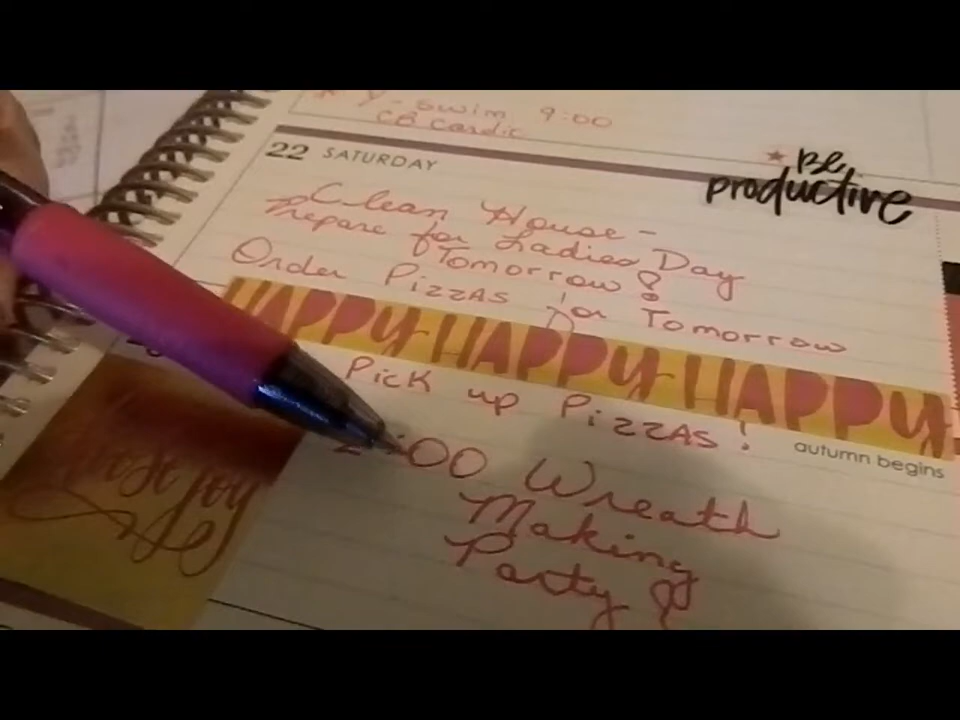 Y-Swim 9:00
CB Cardio
22 SATURDAY
Be
productive
Clean House -
Prepare for Ladies Day
Tomorrow!
Order Pizzas for Tomorrow
HAPPY HAPPY HAPPY
Pick up Pizzas!
autumn begins
:00 Wreath
Making
Party